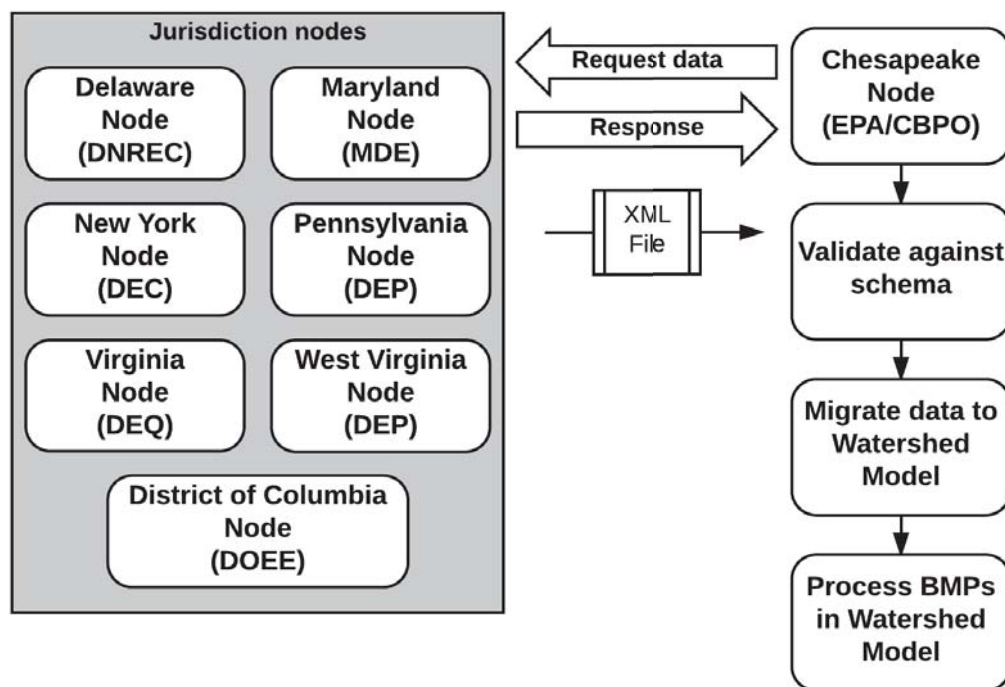 Jurisdiction nodes
Delaware
Node
(DNREC)
Maryland
Node
(MDE)
New York
Node
(DEC)
Pennsylvania
Node
(DEP)
Virginia
Node
(DEQ)
West Virginia
Node
(DEP)
District of Columbia
Node
(DOEE)
Request data
Response
XML
File
Chesapeake
Node
(EPA/CBPO)
Validate against
schema
Migrate data to
Watershed
Model
Process BMPs
in Watershed
Model